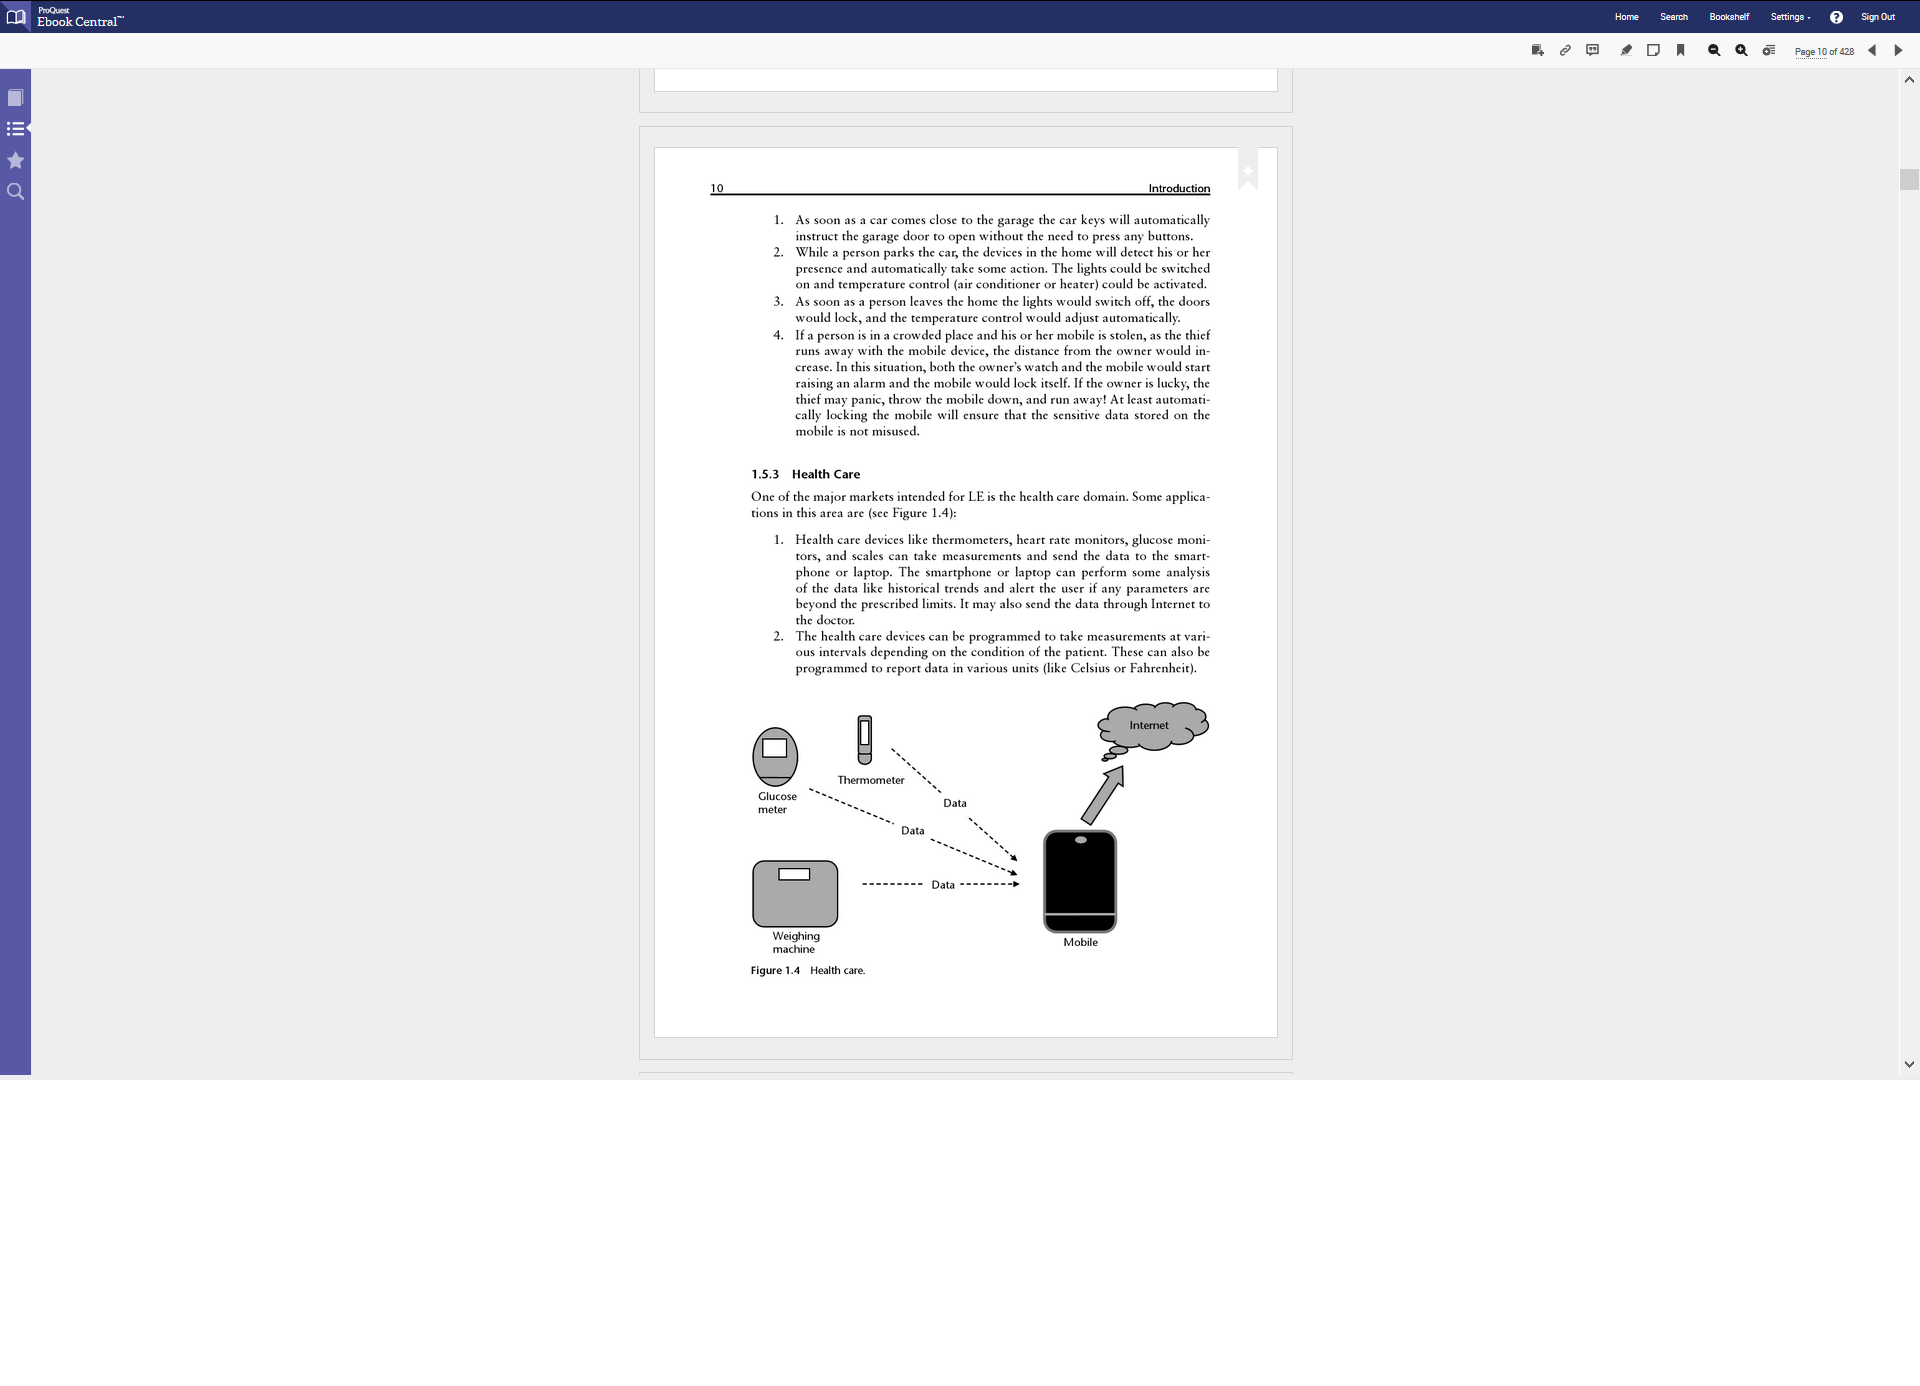 ProQuest
Ebook Central™
Home Search Bookshelf Settings ? Sign Out
Page 10 of 428
10 Introduction
1. As soon as a car comes close to the garage the car keys will automatically
instruct the garage door to open without the need to press any buttons.
2. While a person parks the car, the devices in the home will detect his or her
presence and automatically take some action. The lights could be switched
on and temperature control (air conditioner or heater) could be activated.
3. As soon as a person leaves the home the lights would switch off, the doors
would lock, and the temperature control would adjust automatically.
4. If a person is in a crowded place and his or her mobile is stolen, as the thief
runs away with the mobile device, the distance from the owner would in-
crease. In this situation, both the owner’s watch and the mobile would start
raising an alarm and the mobile would lock itself. If the owner is lucky, the
thief may panic, throw the mobile down, and run away! At least automati-
cally locking the mobile will ensure that the sensitive data stored on the
mobile is not misused.
1.5.3 Health Care
One of the major markets intended for LE is the health care domain. Some applica-
tions in this area are (see Figure 1.4):
1. Health care devices like thermometers, heart rate monitors, glucose moni-
tors, and scales can take measurements and send the data to the smart-
phone or laptop. The smartphone or laptop can perform some analysis
of the data like historical trends and alert the user if any parameters are
beyond the prescribed limits. It may also send the data through Internet to
the doctor.
2. The health care devices can be programmed to take measurements at vari-
ous intervals depending on the condition of the patient. These can also be
programmed to report data in various units (like Celsius or Fahrenheit).
Internet
Thermometer
Glucose
meter
Data
Data
Data
Weighing
machine
Mobile
Figure 1.4 Health care.